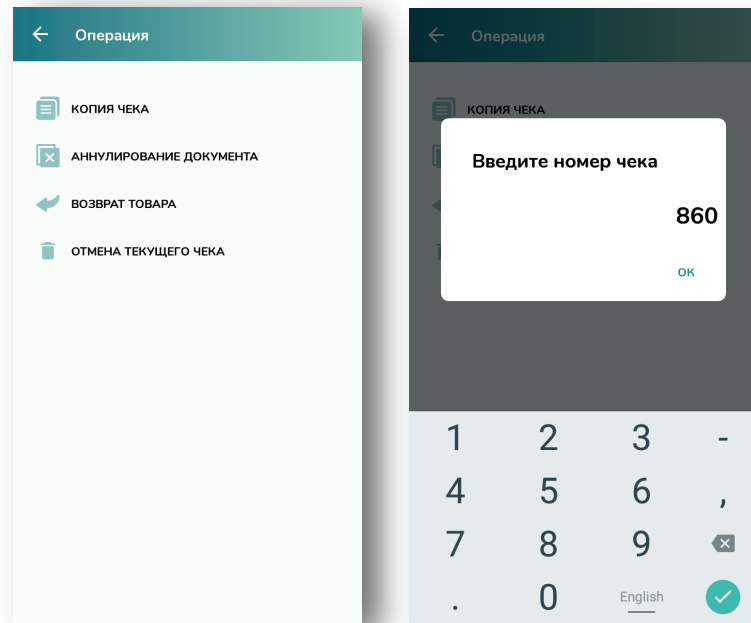 Операция
КОПИЯ ЧЕКА
АННУЛИРОВАНИЕ ДОКУМЕНТА
ВОЗВРАТ ТОВАРА
ОТМЕНА ТЕКУЩЕГО ЧЕКА
Операция
КОПИЯ ЧЕКА
Введите номер чека
860
ОК
1 2 3 -
4 5 6 ,
7 8 9
. 0 English